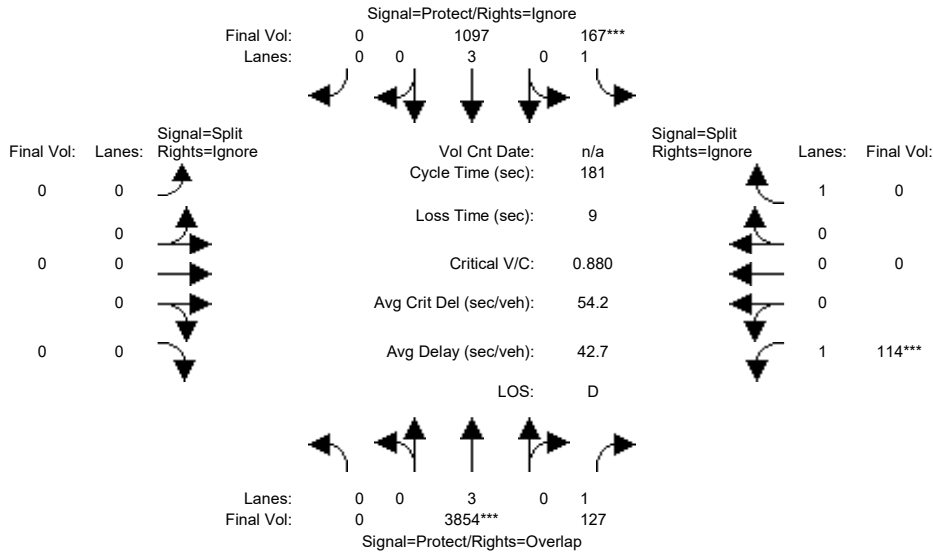 Signal=Protect/Rights=Ignore
Final Vol: 0 1097 167***
Lanes: 0 0 3 0 1
Signal=Split Signal=Split
Final Vol: Lanes: Rights=Ignore Vol Cnt Date: n/a Rights=Ignore Lanes: Final Vol:
Cycle Time (sec): 181
0 0 1 0
Loss Time (sec): 9
0 0
0 0 Critical V/C: 0.880 0 0
0 Avg Crit Del (sec/veh): 54.2 0
0 0 Avg Delay (sec/veh): 42.7 1 114***
LOS: D
Lanes: 0 0 3 0 1
Final Vol: 0 3854*** 127
Signal=Protect/Rights=Overlap